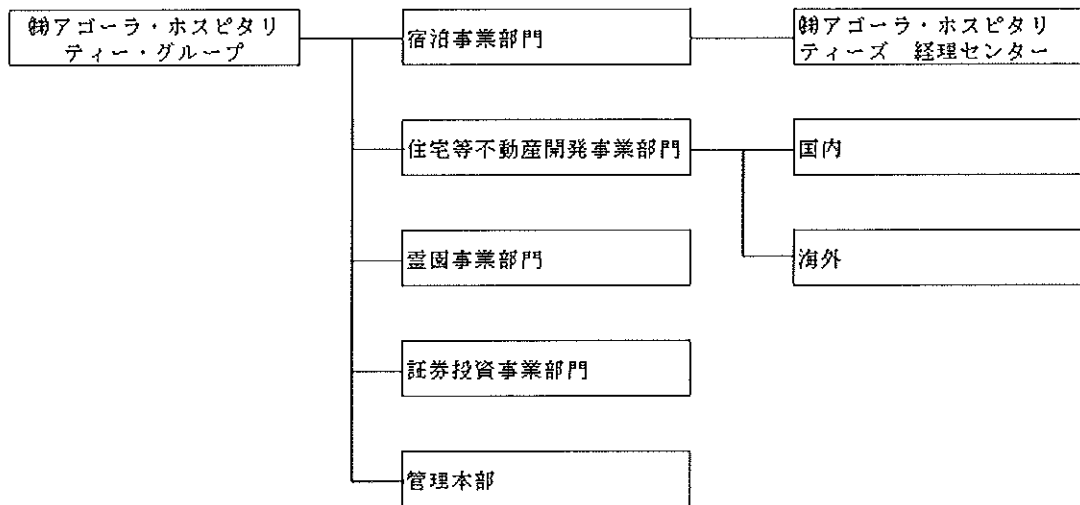 ㈱アゴーラ・ホスピタリ
ティー・グループ
宿泊事業部門
㈱アゴーラ・ホスピタリ
ティーズ　経理センター
住宅等不動産開発事業部門
国内
霊園事業部門
海外
証券投資事業部門
管理本部